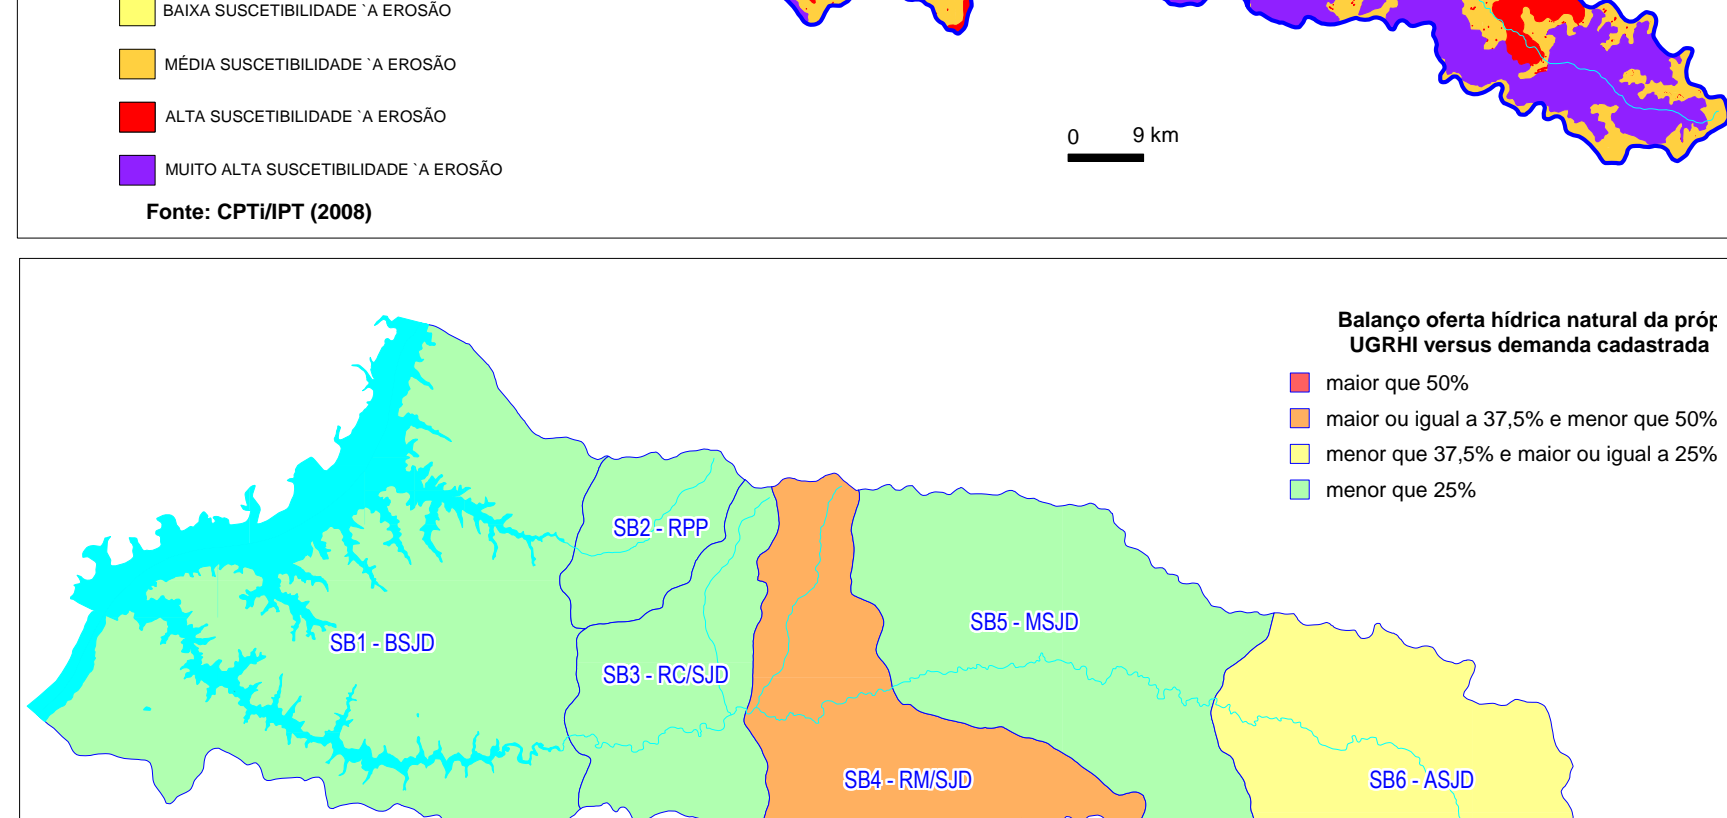 BAIXA SUSCETIBILIDADE `A EROSÃO
MÉDIA SUSCETIBILIDADE `A EROSÃO
ALTA SUSCETIBILIDADE `A EROSÃO
MUITO ALTA SUSCETIBILIDADE `A EROSÃO
Fonte: CPTi/IPT (2008)
0 9 km
Balanço oferta hídrica natural da próp
UGRHI versus demanda cadastrada
maior que 50%
maior ou igual a 37,5% e menor que 50%
menor que 37,5% e maior ou igual a 25%
menor que 25%
SB2 - RPP
SB5 - MSJD
SB1 - BSJD
SB3 - RC/SJD
SB4 - RM/SJD
SB6 - ASJD